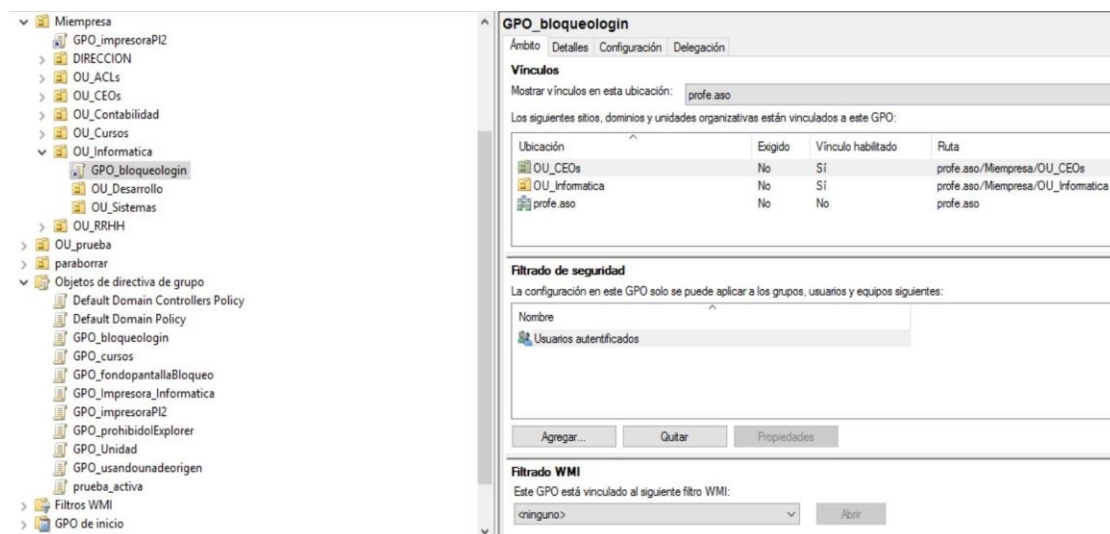 Miempresa
GPO_impresoraPI2
DIRECCION
OU_ACLs
OU_CEOs
OU_Contabilidad
OU_Cursos
OU_Informatica
GPO_bloqueologin
OU_Desarrollo
OU_Sistemas
OU_RRHH
OU_prueba
paraborrar
Objetos de directiva de grupo
Default Domain Controllers Policy
Default Domain Policy
GPO_bloqueologin
GPO_cursos
GPO_fondopantallaBloqueo
GPO_Impresora_Informatica
GPO_impresoraPI2
GPO_prohibidoIExplorer
GPO_Unidad
GPO_usandounadeorigen
prueba_activa
Filtros WMI
GPO de inicio
GPO_bloqueologin
Ámbito Detalles Configuración Delegación
Vínculos
Mostrar vínculos en esta ubicación: profe.aso
Los siguientes sitios, dominios y unidades organizativas están vinculados a este GPO:
Ubicación Exigido Vínculo habilitado Ruta
OU_CEOs No Sí profe.aso/Miempresa/OU_CEOs
OU_Informatica No Sí profe.aso/Miempresa/OU_Informatica
profe.aso No No profe.aso
Filtrado de seguridad
La configuración en este GPO solo se puede aplicar a los grupos, usuarios y equipos siguientes:
Nombre
Usuarios autentificados
Agregar... Quitar Propiedades
Filtrado WMI
Este GPO está vinculado al siguiente filtro WMI:
<ninguno> Abrir